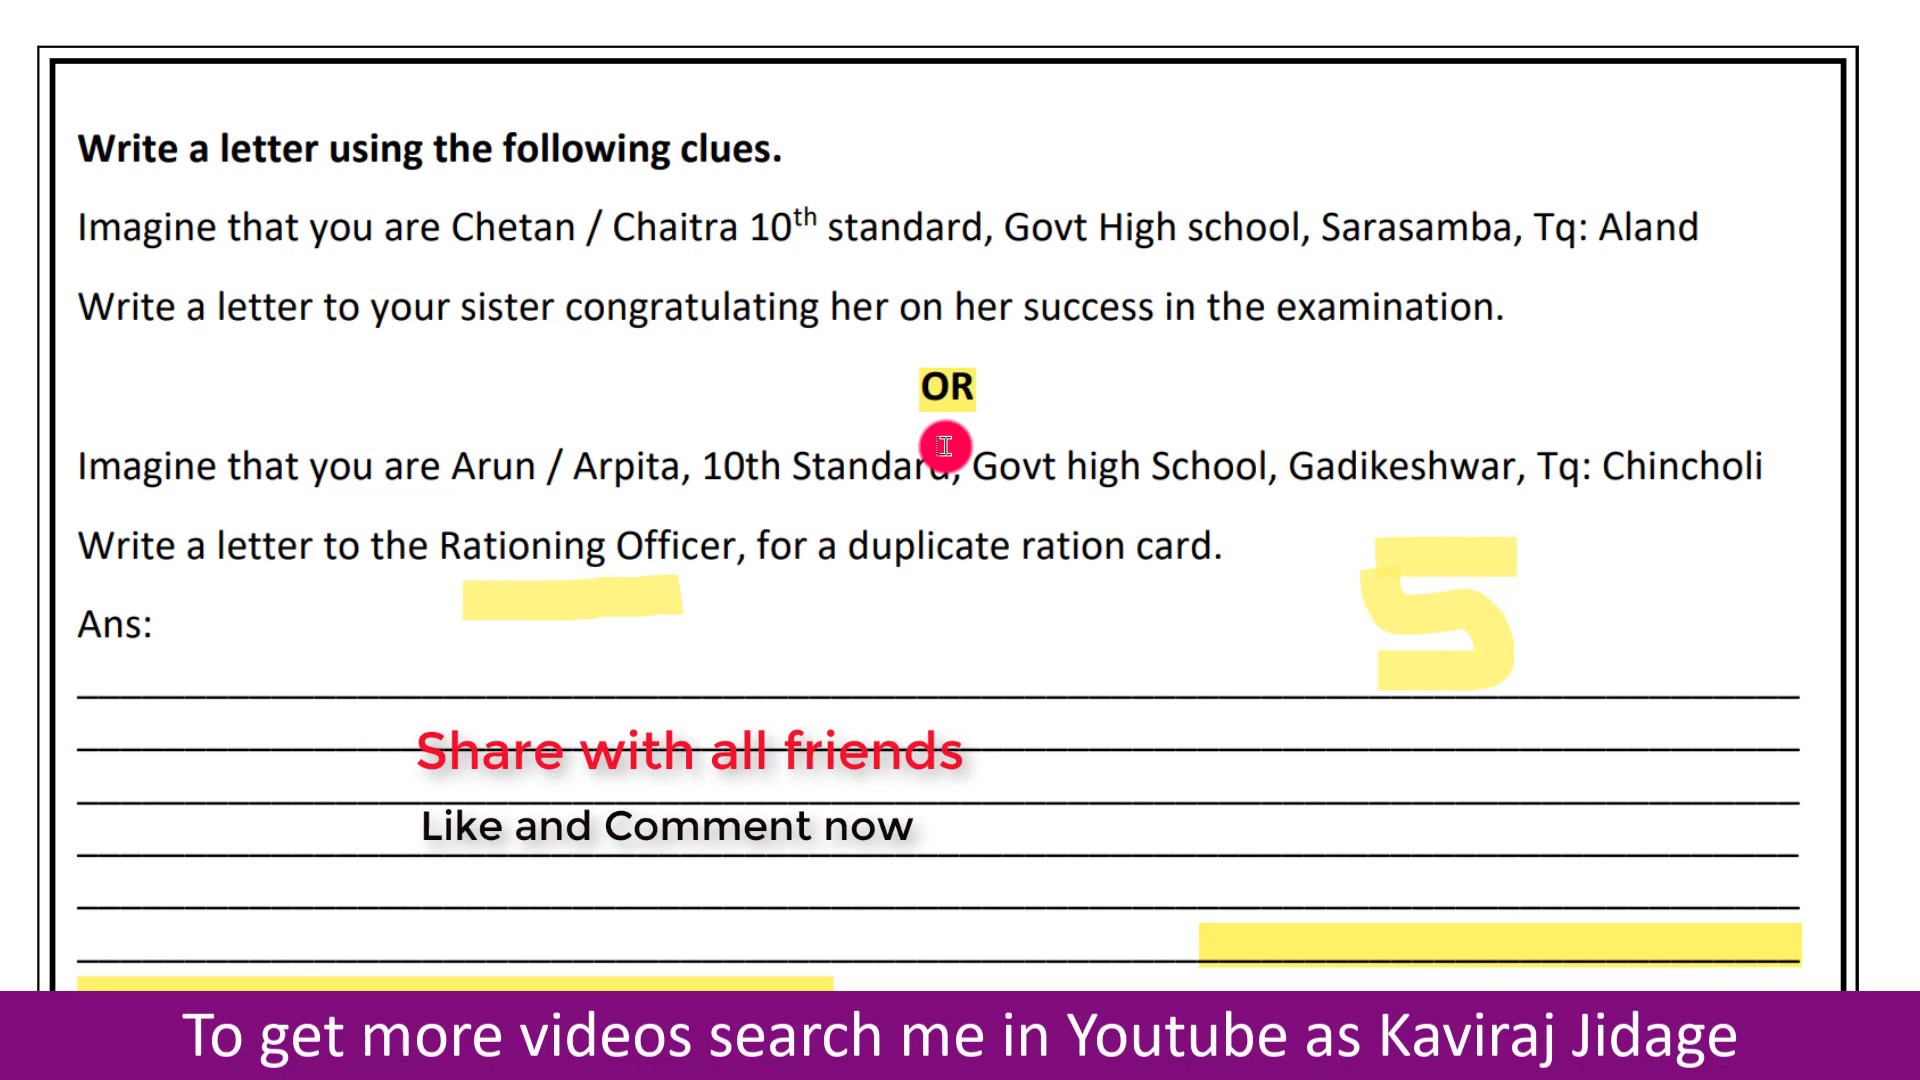 Write a letter using the following clues.
Imagine that you are Chetan / Chaitra 10th standard, Govt High school, Sarasamba, Tq: Aland
Write a letter to your sister congratulating her on her success in the examination.
OR
Imagine that you are Arun / Arpita, 10th Standard, Govt high School, Gadikeshwar, Tq: Chincholi
Write a letter to the Rationing Officer, for a duplicate ration card.
5
Ans:
Share with all friends
Like and Comment now
To get more videos search me in Youtube as Kaviraj Jidage